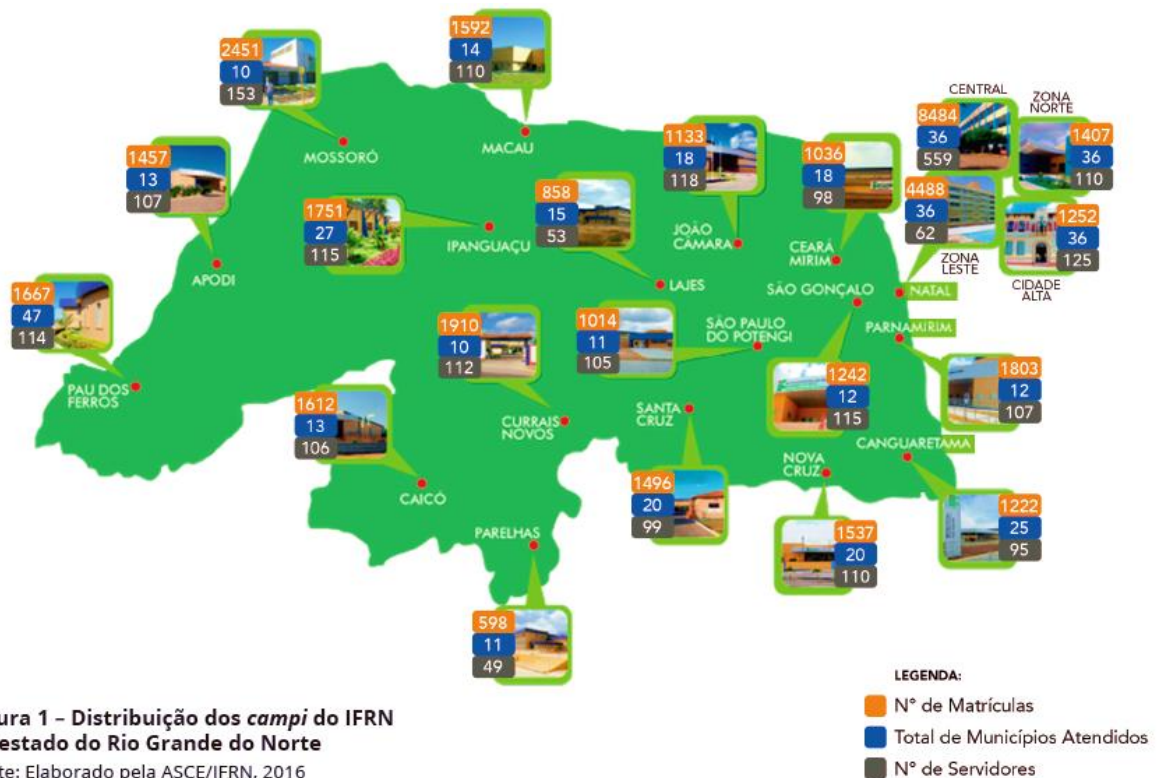 1592
14
110
MACAU
2451
10
153
MOSSORÓ
CENTRAL
8484
36
559
ZONA
NORTE
1407
36
110
4488
36
62
ZONA
LESTE
1252
36
125
CIDADE
ALTA
NATAL
1133
18
118
JOÃO
CÂMARA
1036
18
98
CEARÁ
MIRIM
1457
13
107
APODI
1751
27
115
IPANGUAÇU
858
15
53
LAJES
SÃO GONÇALO
1242
12
115
PARNAMIRIM
1803
12
107
1667
47
114
PAU DOS
FERROS
1910
10
112
CURRAIS
NOVOS
1014
11
105
SÃO PAULO
DO POTENGI
1612
13
106
CAICÓ
SANTA
CRUZ
1496
20
99
NOVA
CRUZ
1537
20
110
CANGUARETAMA
1222
25
95
PARELHAS
598
11
49
LEGENDA:
N° de Matrículas
Total de Municípios Atendidos
N° de Servidores
ura 1 – Distribuição dos campi do IFRN
estado do Rio Grande do Norte
te: Elaborado pela ASCE/IFRN, 2016